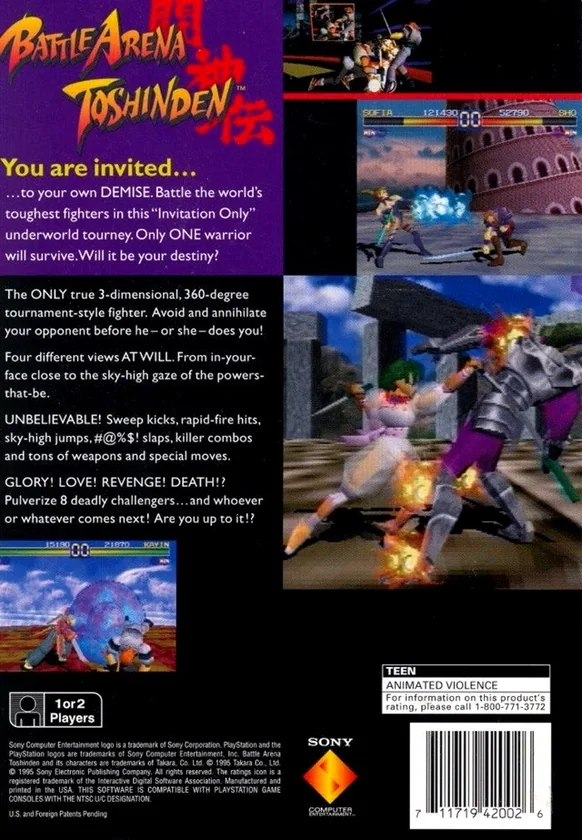 BATTLE ARENA
闘神伝
TOSHINDEN™
You are invited...
...to your own DEMISE. Battle the world's
toughest fighters in this "Invitation Only"
underworld tourney. Only ONE warrior
will survive. Will it be your destiny?
SOFIA 121430 00 52790 SHO
WIN WIN
The ONLY true 3-dimensional, 360-degree
tournament-style fighter. Avoid and annihilate
your opponent before he – or she – does you!
Four different views AT WILL. From in-your-
face close to the sky-high gaze of the powers-
that-be.
UNBELIEVABLE! Sweep kicks, rapid-fire hits,
sky-high jumps, #@%$! slaps, killer combos
and tons of weapons and special moves.
GLORY! LOVE! REVENGE! DEATH!?
Pulverize 8 deadly challengers...and whoever
or whatever comes next! Are you up to it!?
15190 00 21870 KAYIN
WIN
1 or 2
Players
TEEN
ANIMATED VIOLENCE
For information on this product's
rating, please call 1-800-771-3772
Sony Computer Entertainment logo is a trademark of Sony Corporation. PlayStation and the
PlayStation logos are trademarks of Sony Computer Entertainment, Inc. Battle Arena
Toshinden and its characters are trademarks of Takara, Co. Ltd. © 1995 Takara Co., Ltd.
© 1995 Sony Electronic Publishing Company. All rights reserved. The ratings icon is a
registered trademark of the Interactive Digital Software Association. Manufactured and
printed in the USA. THIS SOFTWARE IS COMPATIBLE WITH PLAYSTATION GAME
CONSOLES WITH THE NTSC U/C DESIGNATION.
U.S. and Foreign Patents Pending
SONY
COMPUTER
ENTERTAINMENT™
7 11719 42002 6